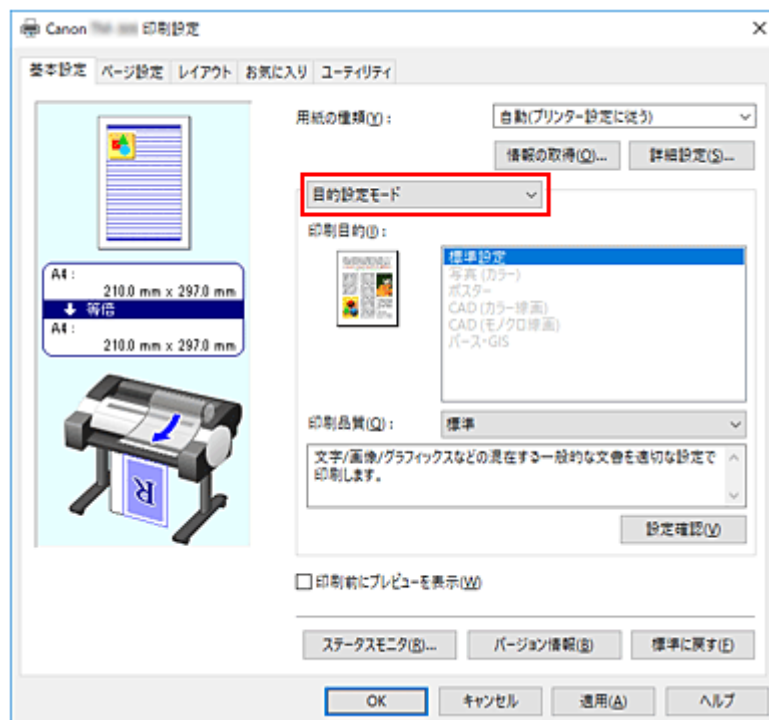 Canon 印刷設定
基本設定 ページ設定 レイアウト お気に入り ユーティリティ
用紙の種類(Y):
自動(プリンター設定に従う)
情報の取得(O)... 詳細設定(S)...
目的設定モード
印刷目的(I):
標準設定
写真 (カラー)
ポスター
CAD (カラー線画)
CAD (モノクロ線画)
パース・GIS
A4 :
210.0 mm x 297.0 mm
等倍
A4 :
210.0 mm x 297.0 mm
R
印刷品質(Q):
標準
文字/画像/グラフィックスなどの混在する一般的な文書を適切な設定で
印刷します。
設定確認(V)
印刷前にプレビューを表示(W)
ステータスモニタ(R)... バージョン情報(B) 標準に戻す(F)
OK キャンセル 適用(A) ヘルプ